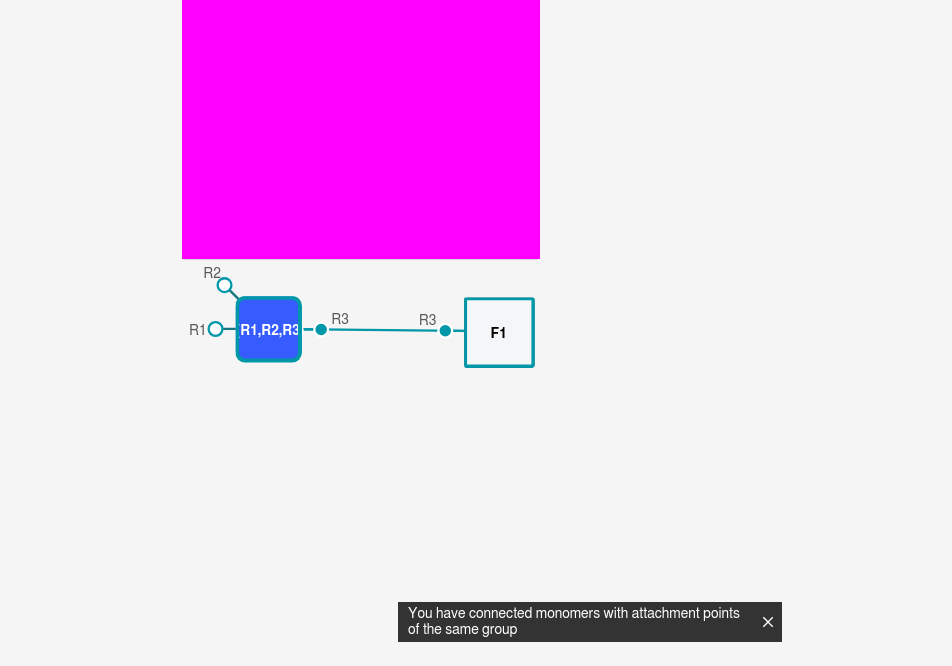 R2
R1
R1,R2,R3
R3
R3
F1
You have connected monomers with attachment points
of the same group